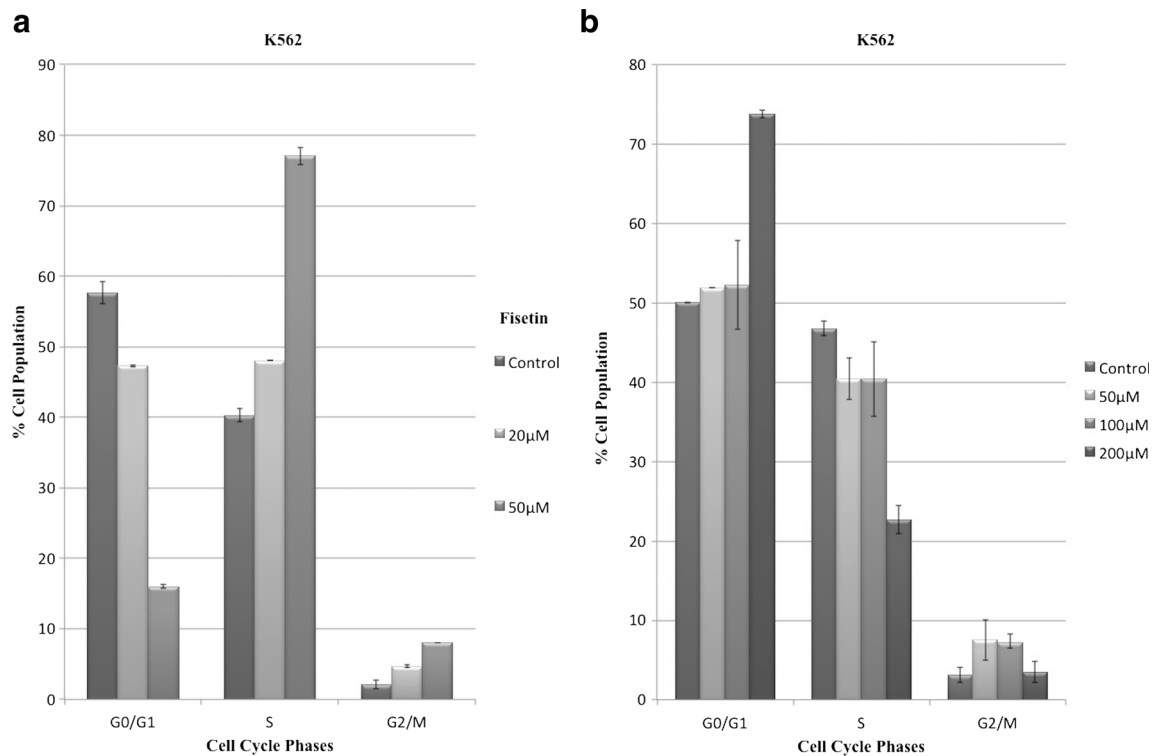 a
K562
90
80
70
60
50
40
30
20
10
0
% Cell Population
G0/G1
S
G2/M
Cell Cycle Phases
Fisetin
Control
20µM
50µM
b
K562
80
70
60
50
40
30
20
10
0
% Cell Population
G0/G1
S
G2/M
Cell Cycle Phases
Control
50µM
100µM
200µM